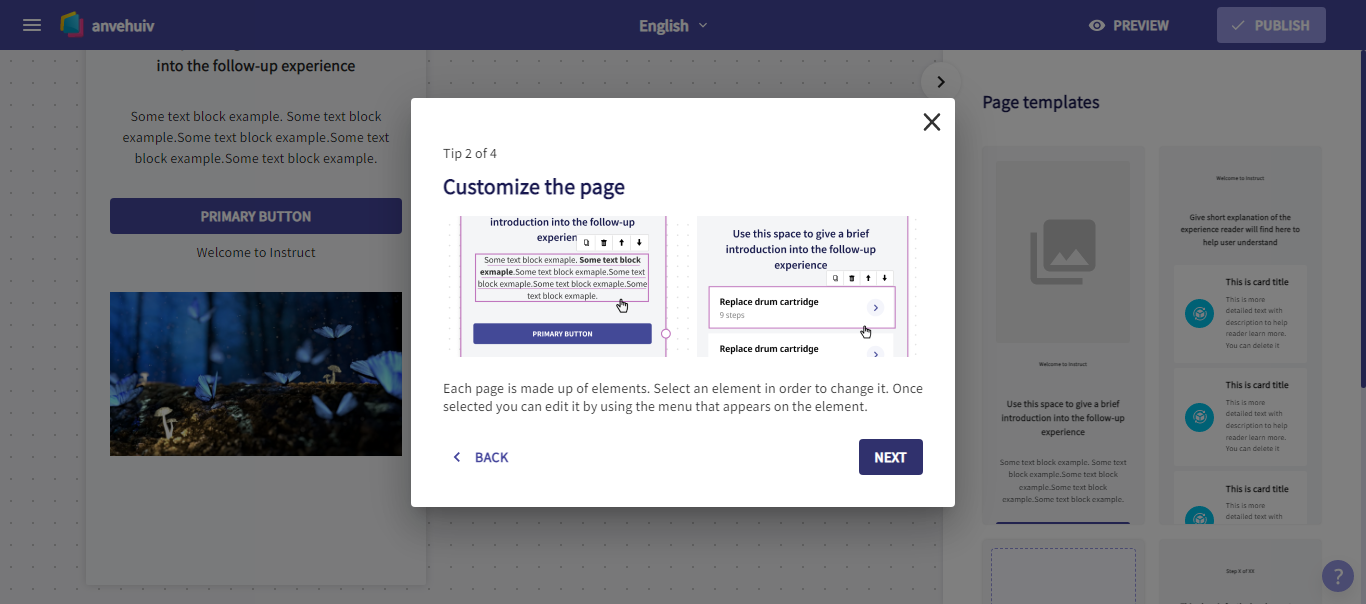 anvehuiv
English
PREVIEW
PUBLISH
into the follow-up experience
Some text block example. Some text block
example.Some text block example.Some text
block example.Some text block example.
PRIMARY BUTTON
Welcome to Instruct
Tip 2 of 4
Customize the page
introduction into the follow-up
experien
Some text block exmaple. Some text block
exmaple.Some text block exmaple.Some text
block exmaple.Some text block exmaple.Some
text block exmaple.
PRIMARY BUTTON
Use this space to give a brief
introduction into the follow-up
experience
Replace drum cartridge
9 steps
Replace drum cartridge
Each page is made up of elements. Select an element in order to change it. Once
selected you can edit it by using the menu that appears on the element.
BACK
NEXT
Page templates
Welcome to Instruct
Use this space to give a brief
introduction into the follow-up
experience
Some text block example. Some text
block example.Some text block
example.Some text block
example.Some text block example.
Welcome to Instruct
Give short explanation of the
experience reader will find here to
help user understand
This is card title
This is more
detailed text with
description to help
reader learn more.
You can delete it
This is card title
This is more
detailed text with
description to help
reader learn more.
You can delete it
This is card title
This is more
detailed text with
Step X of XX
?